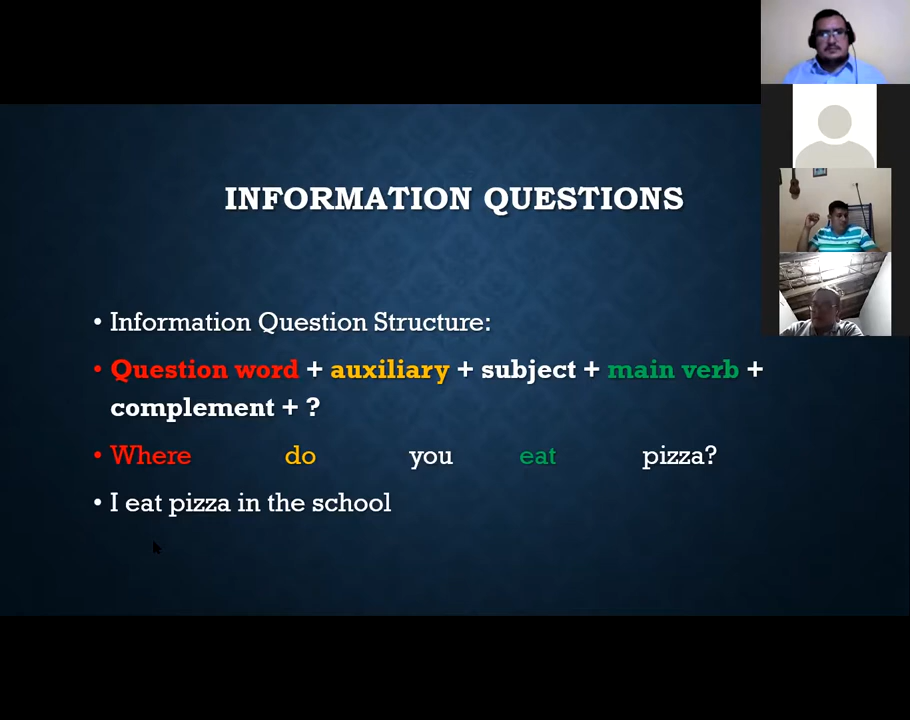 INFORMATION QUESTIONS
• Information Question Structure:
• Question word + auxiliary + subject + main verb +
complement + ?
• Where do you eat pizza?
• I eat pizza in the school